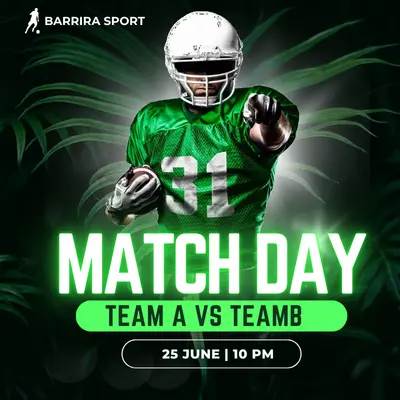 BARRIRA SPORT
31
MATCH DAY
TEAM A VS TEAMB
25 JUNE | 10 PM